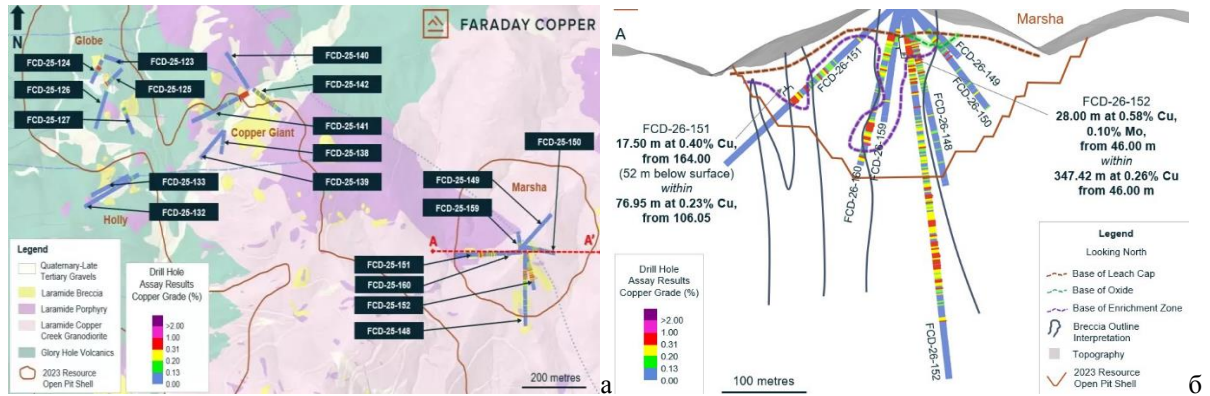 N
FARADAY COPPER
Globe
FCD-25-124
FCD-25-123
FCD-25-126
FCD-25-125
FCD-25-127
FCD-25-140
FCD-25-142
Copper Giant
FCD-25-141
FCD-25-138
FCD-25-139
FCD-25-133
FCD-25-132
Holly
FCD-25-150
FCD-25-149
Marsha
FCD-25-159
A
A'
FCD-25-151
FCD-25-160
FCD-25-152
FCD-25-148
Legend
Quaternary-Late
Tertiary Gravels
Laramide Breccia
Laramide Porphyry
Laramide Copper
Creek Granodiorite
Glory Hole Volcanics
2023 Resource
Open Pit Shell
Drill Hole
Assay Results
Copper Grade (%)
>2.00
1.00
0.31
0.20
0.13
0.00
200 metres
а
A
Marsha
FCD-26-151
FCD-26-149
FCD-26-150
FCD-26-159
FCD-26-148
FCD-26-160
FCD-26-152
FCD-26-151
17.50 m at 0.40% Cu,
from 164.00
(52 m below surface)
within
76.95 m at 0.23% Cu,
from 106.05
FCD-26-152
28.00 m at 0.58% Cu,
0.10% Mo,
from 46.00 m
within
347.42 m at 0.26% Cu
from 46.00 m
Drill Hole
Assay Results
Copper Grade (%)
>2.00
1.00
0.31
0.20
0.13
0.00
100 metres
Legend
Looking North
Base of Leach Cap
Base of Oxide
Base of Enrichment Zone
Breccia Outline
Interpretation
Topography
2023 Resource
Open Pit Shell
б